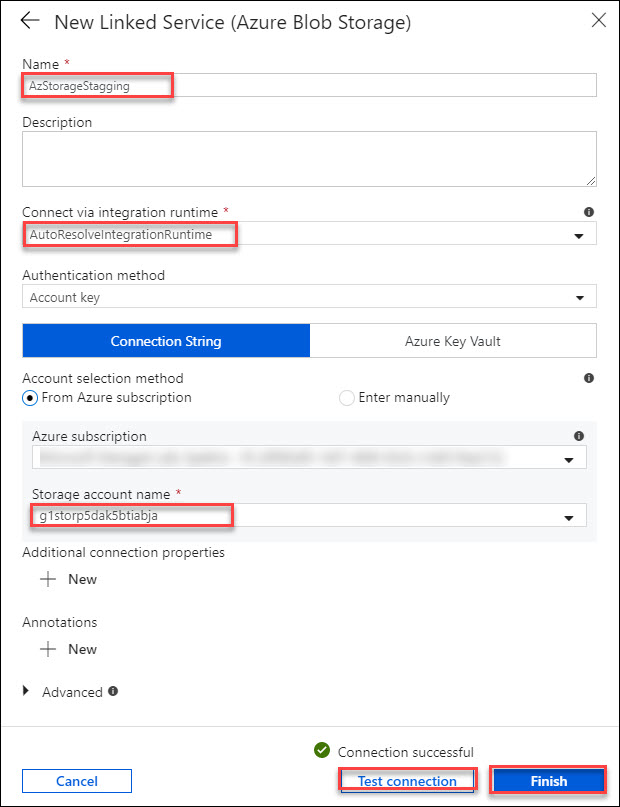 New Linked Service (Azure Blob Storage)
Name *
AzStorageStagging
Description
Connect via integration runtime *
AutoResolveIntegrationRuntime
Authentication method
Account key
Connection String Azure Key Vault
Account selection method
From Azure subscription Enter manually
Azure subscription
Storage account name *
g1storp5dak5btiabja
Additional connection properties
New
Annotations
New
Advanced
Connection successful
Cancel Test connection Finish